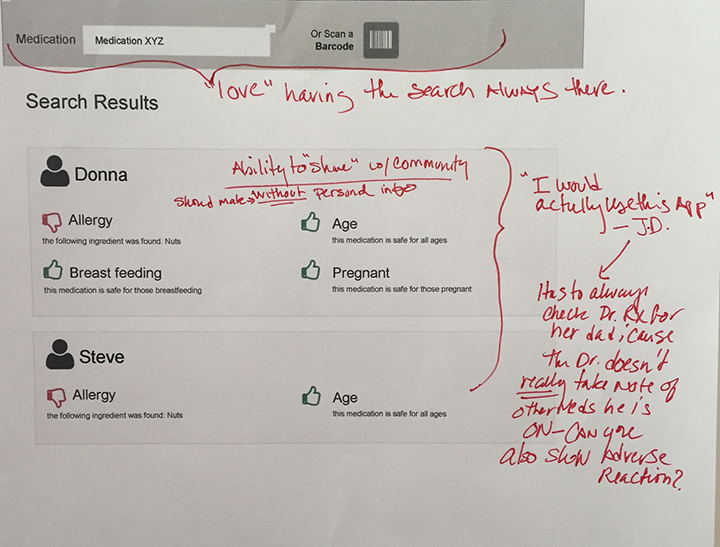 Medication
Medication XYZ
Or Scan a
Barcode
"love" having the search Always there.
Search Results
Donna
Ability to "share" w/community
Shoud make → without personal info
Allergy
the following ingredient was found: Nuts
Age
this medication is safe for all ages
Breast feeding
this medication is safe for those breastfeeding
Pregnant
this medication is safe for those pregnant
Steve
Allergy
the following ingredient was found: Nuts
Age
this medication is safe for all ages
"I would
actully use this App"
— J.D.
Has to always
check Dr. Rx for
her dad, 'cause
the Dr. doesn't
really take note of
other Meds he is
ON - CAN you
also show Adverse
Reaction?